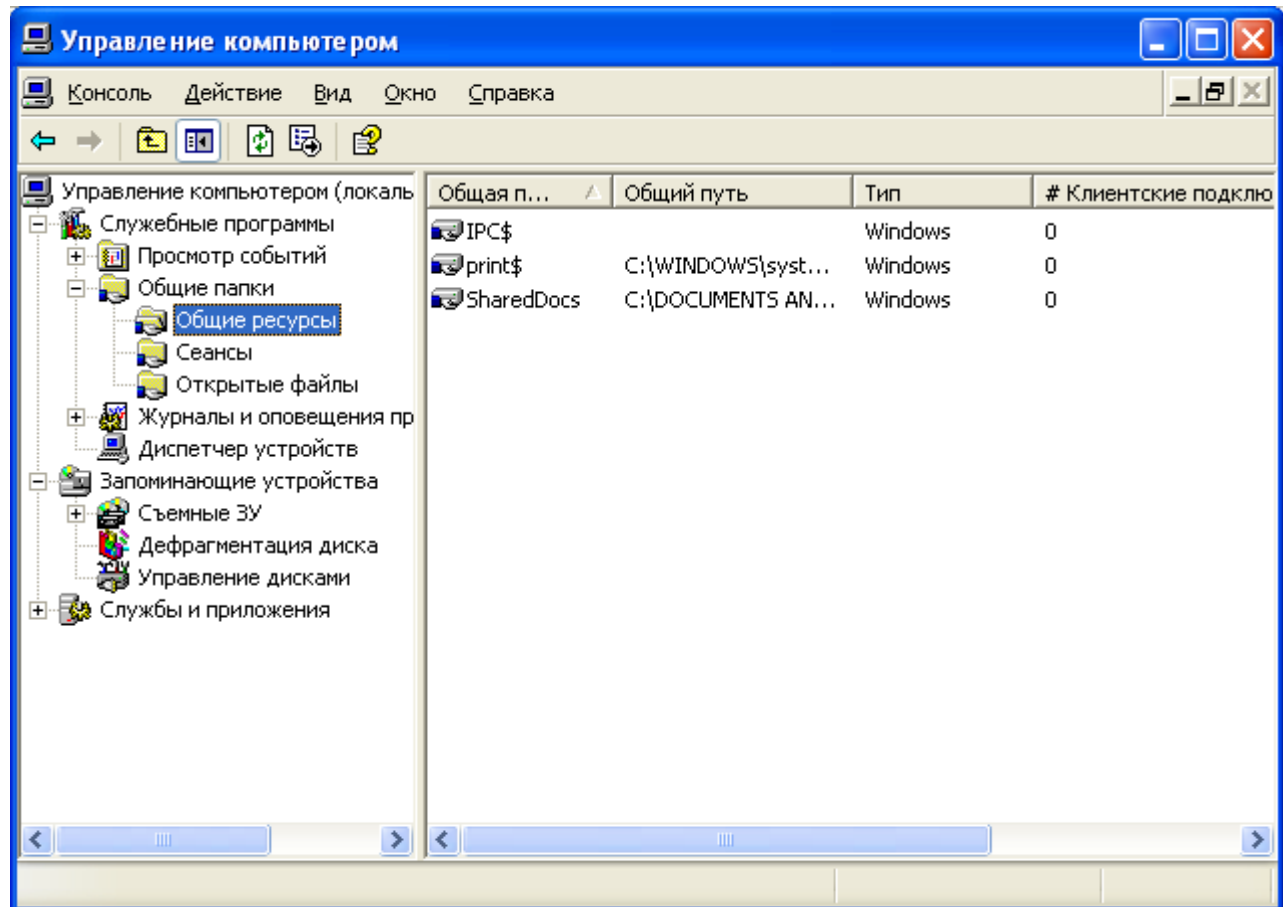 Управление компьютером
Консоль Действие Вид Окно Справка
Управление компьютером (локаль
Служебные программы
Просмотр событий
Общие папки
Общие ресурсы
Сеансы
Открытые файлы
Журналы и оповещения пр
Диспетчер устройств
Запоминающие устройства
Съемные ЗУ
Дефрагментация диска
Управление дисками
Службы и приложения
Общая п... Общий путь Тип # Клиентские подклю
IPC$ Windows 0
print$ C:\WINDOWS\syst... Windows 0
SharedDocs C:\DOCUMENTS AN... Windows 0